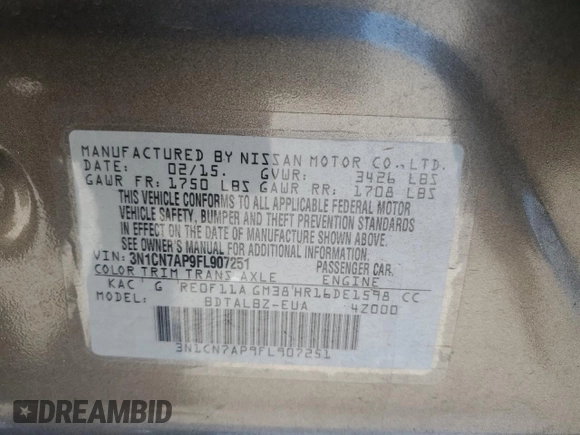 MANUFACTURED BY NISSAN MOTOR CO.,LTD.
DATE: 02/15. GVWR: 3426 LBS
GAWR FR: 1750 LBS GAWR RR: 1708 LBS
THIS VEHICLE CONFORMS TO ALL APPLICABLE FEDERAL MOTOR
VEHICLE SAFETY, BUMPER AND THEFT PREVENTION STANDARDS
IN EFFECT ON THE DATE OF MANUFACTURE SHOWN ABOVE.
SEE OWNER'S MANUAL FOR ADDITIONAL INFORMATION.
VIN: 3N1CN7AP9FL907251 PASSENGER CAR.
COLOR TRIM TRANS AXLE ENGINE
KAC G RE0F11A GM38 HR16DE1598 CC
MODEL: BDTALBZ-EUA 42000
3N1CN7AP9FL907251
DREAMBID